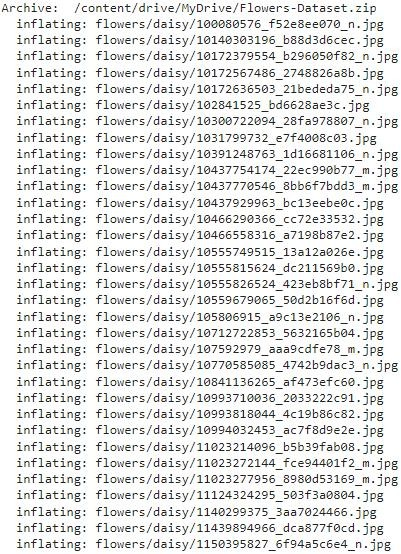 Archive:  /content/drive/MyDrive/Flowers-Dataset.zip
  inflating: flowers/daisy/100080576_f52e8ee070_n.jpg
  inflating: flowers/daisy/10140303196_b88d3d6cec.jpg
  inflating: flowers/daisy/10172379554_b296050f82_n.jpg
  inflating: flowers/daisy/10172567486_2748826a8b.jpg
  inflating: flowers/daisy/10172636503_21bededa75_n.jpg
  inflating: flowers/daisy/102841525_bd6628ae3c.jpg
  inflating: flowers/daisy/10300722094_28fa978807_n.jpg
  inflating: flowers/daisy/1031799732_e7f4008c03.jpg
  inflating: flowers/daisy/10391248763_1d16681106_n.jpg
  inflating: flowers/daisy/10437754174_22ec990b77_m.jpg
  inflating: flowers/daisy/10437770546_8bb6f7bdd3_m.jpg
  inflating: flowers/daisy/10437929963_bc13eebe0c.jpg
  inflating: flowers/daisy/10466290366_cc72e33532.jpg
  inflating: flowers/daisy/10466558316_a7198b87e2.jpg
  inflating: flowers/daisy/10555749515_13a12a026e.jpg
  inflating: flowers/daisy/10555815624_dc211569b0.jpg
  inflating: flowers/daisy/10555826524_423eb8bf71_n.jpg
  inflating: flowers/daisy/10559679065_50d2b16f6d.jpg
  inflating: flowers/daisy/105806915_a9c13e2106_n.jpg
  inflating: flowers/daisy/10712722853_5632165b04.jpg
  inflating: flowers/daisy/107592979_aaa9cdfe78_m.jpg
  inflating: flowers/daisy/10770585085_4742b9dac3_n.jpg
  inflating: flowers/daisy/10841136265_af473efc60.jpg
  inflating: flowers/daisy/10993710036_2033222c91.jpg
  inflating: flowers/daisy/10993818044_4c19b86c82.jpg
  inflating: flowers/daisy/10994032453_ac7f8d9e2e.jpg
  inflating: flowers/daisy/11023214096_b5b39fab08.jpg
  inflating: flowers/daisy/11023272144_fce94401f2_m.jpg
  inflating: flowers/daisy/11023277956_8980d53169_m.jpg
  inflating: flowers/daisy/11124324295_503f3a0804.jpg
  inflating: flowers/daisy/1140299375_3aa7024466.jpg
  inflating: flowers/daisy/11439894966_dca877f0cd.jpg
  inflating: flowers/daisy/1150395827_6f94a5c6e4_n.jpg